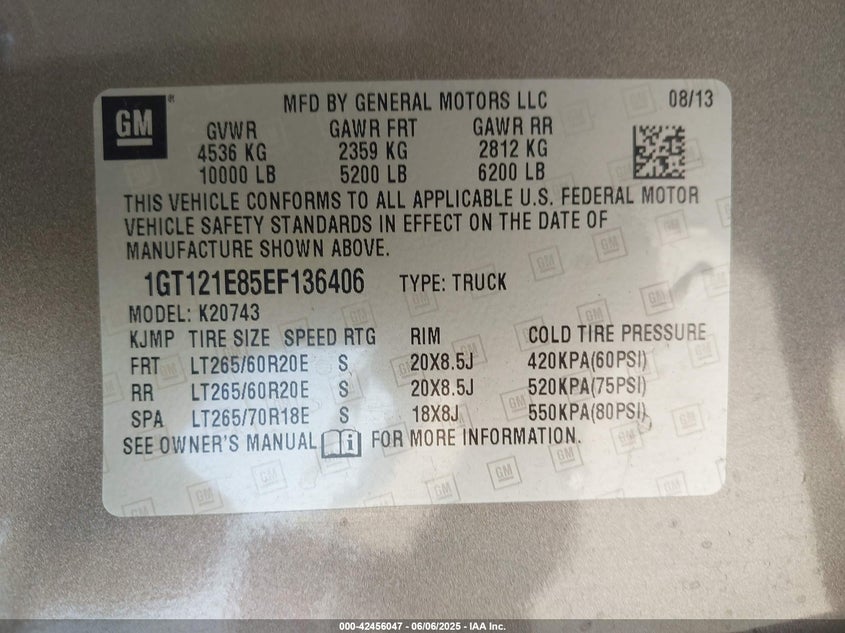 GM
MFD BY GENERAL MOTORS LLC 08/13
GVWR GAWR FRT GAWR RR
4536 KG 2359 KG 2812 KG
10000 LB 5200 LB 6200 LB
THIS VEHICLE CONFORMS TO ALL APPLICABLE U.S. FEDERAL MOTOR
VEHICLE SAFETY STANDARDS IN EFFECT ON THE DATE OF
MANUFACTURE SHOWN ABOVE.
1GT121E85EF136406 TYPE: TRUCK
MODEL: K20743
KJMP TIRE SIZE SPEED RTG RIM COLD TIRE PRESSURE
FRT LT265/60R20E S 20X8.5J 420KPA(60PSI)
RR LT265/60R20E S 20X8.5J 520KPA(75PSI)
SPA LT265/70R18E S 18X8J 550KPA(80PSI)
SEE OWNER'S MANUAL i FOR MORE INFORMATION.
000-42456047 - 06/06/2025 - IAA Inc.